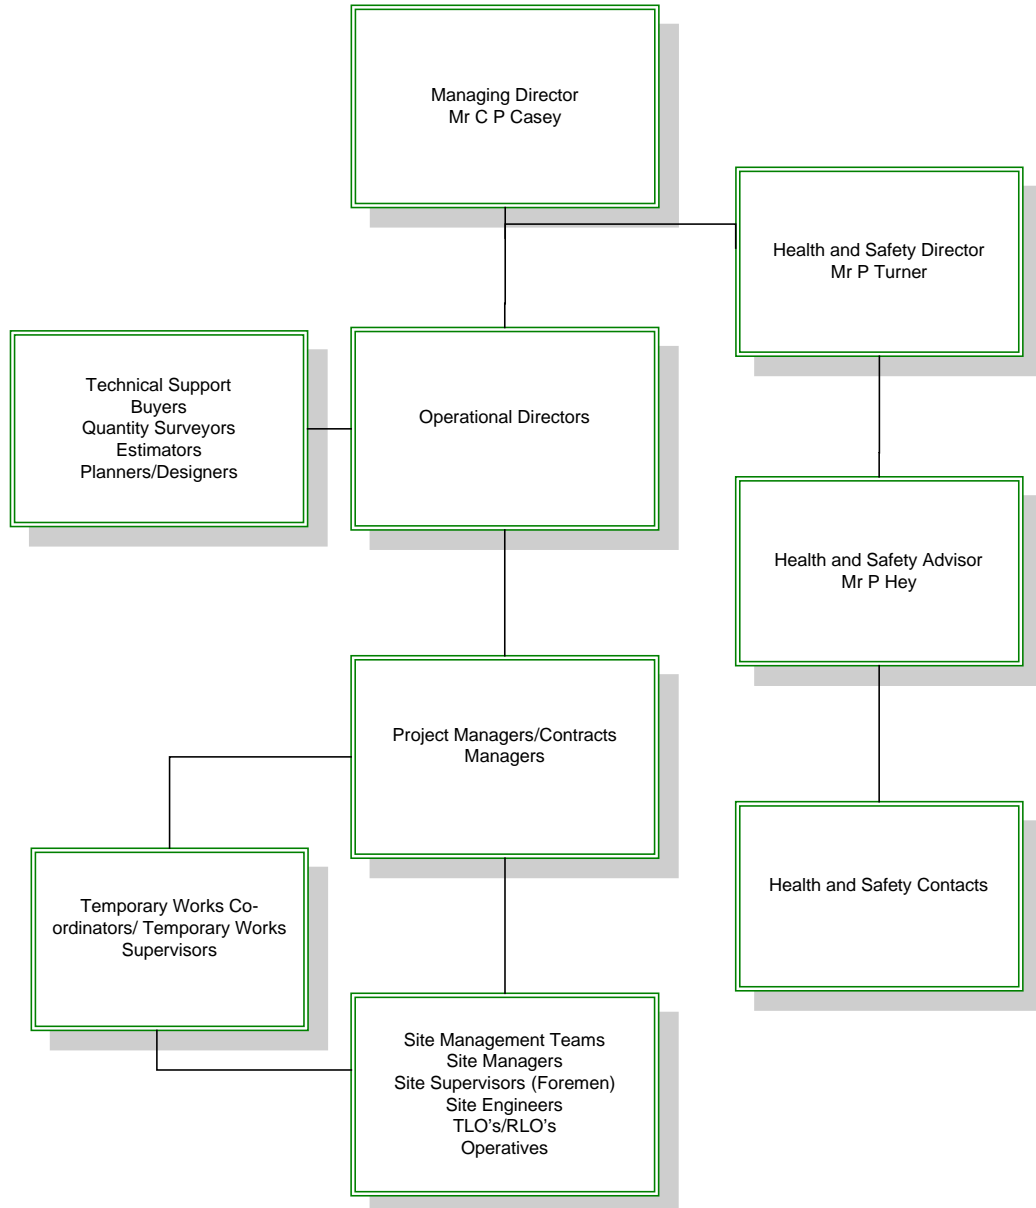 Managing Director
Mr C P Casey
Health and Safety Director
Mr P Turner
Technical Support
Buyers
Quantity Surveyors
Estimators
Planners/Designers
Operational Directors
Health and Safety Advisor
Mr P Hey
Project Managers/Contracts
Managers
Temporary Works Co-
ordinators/ Temporary Works
Supervisors
Health and Safety Contacts
Site Management Teams
Site Managers
Site Supervisors (Foremen)
Site Engineers
TLO’s/RLO’s
Operatives